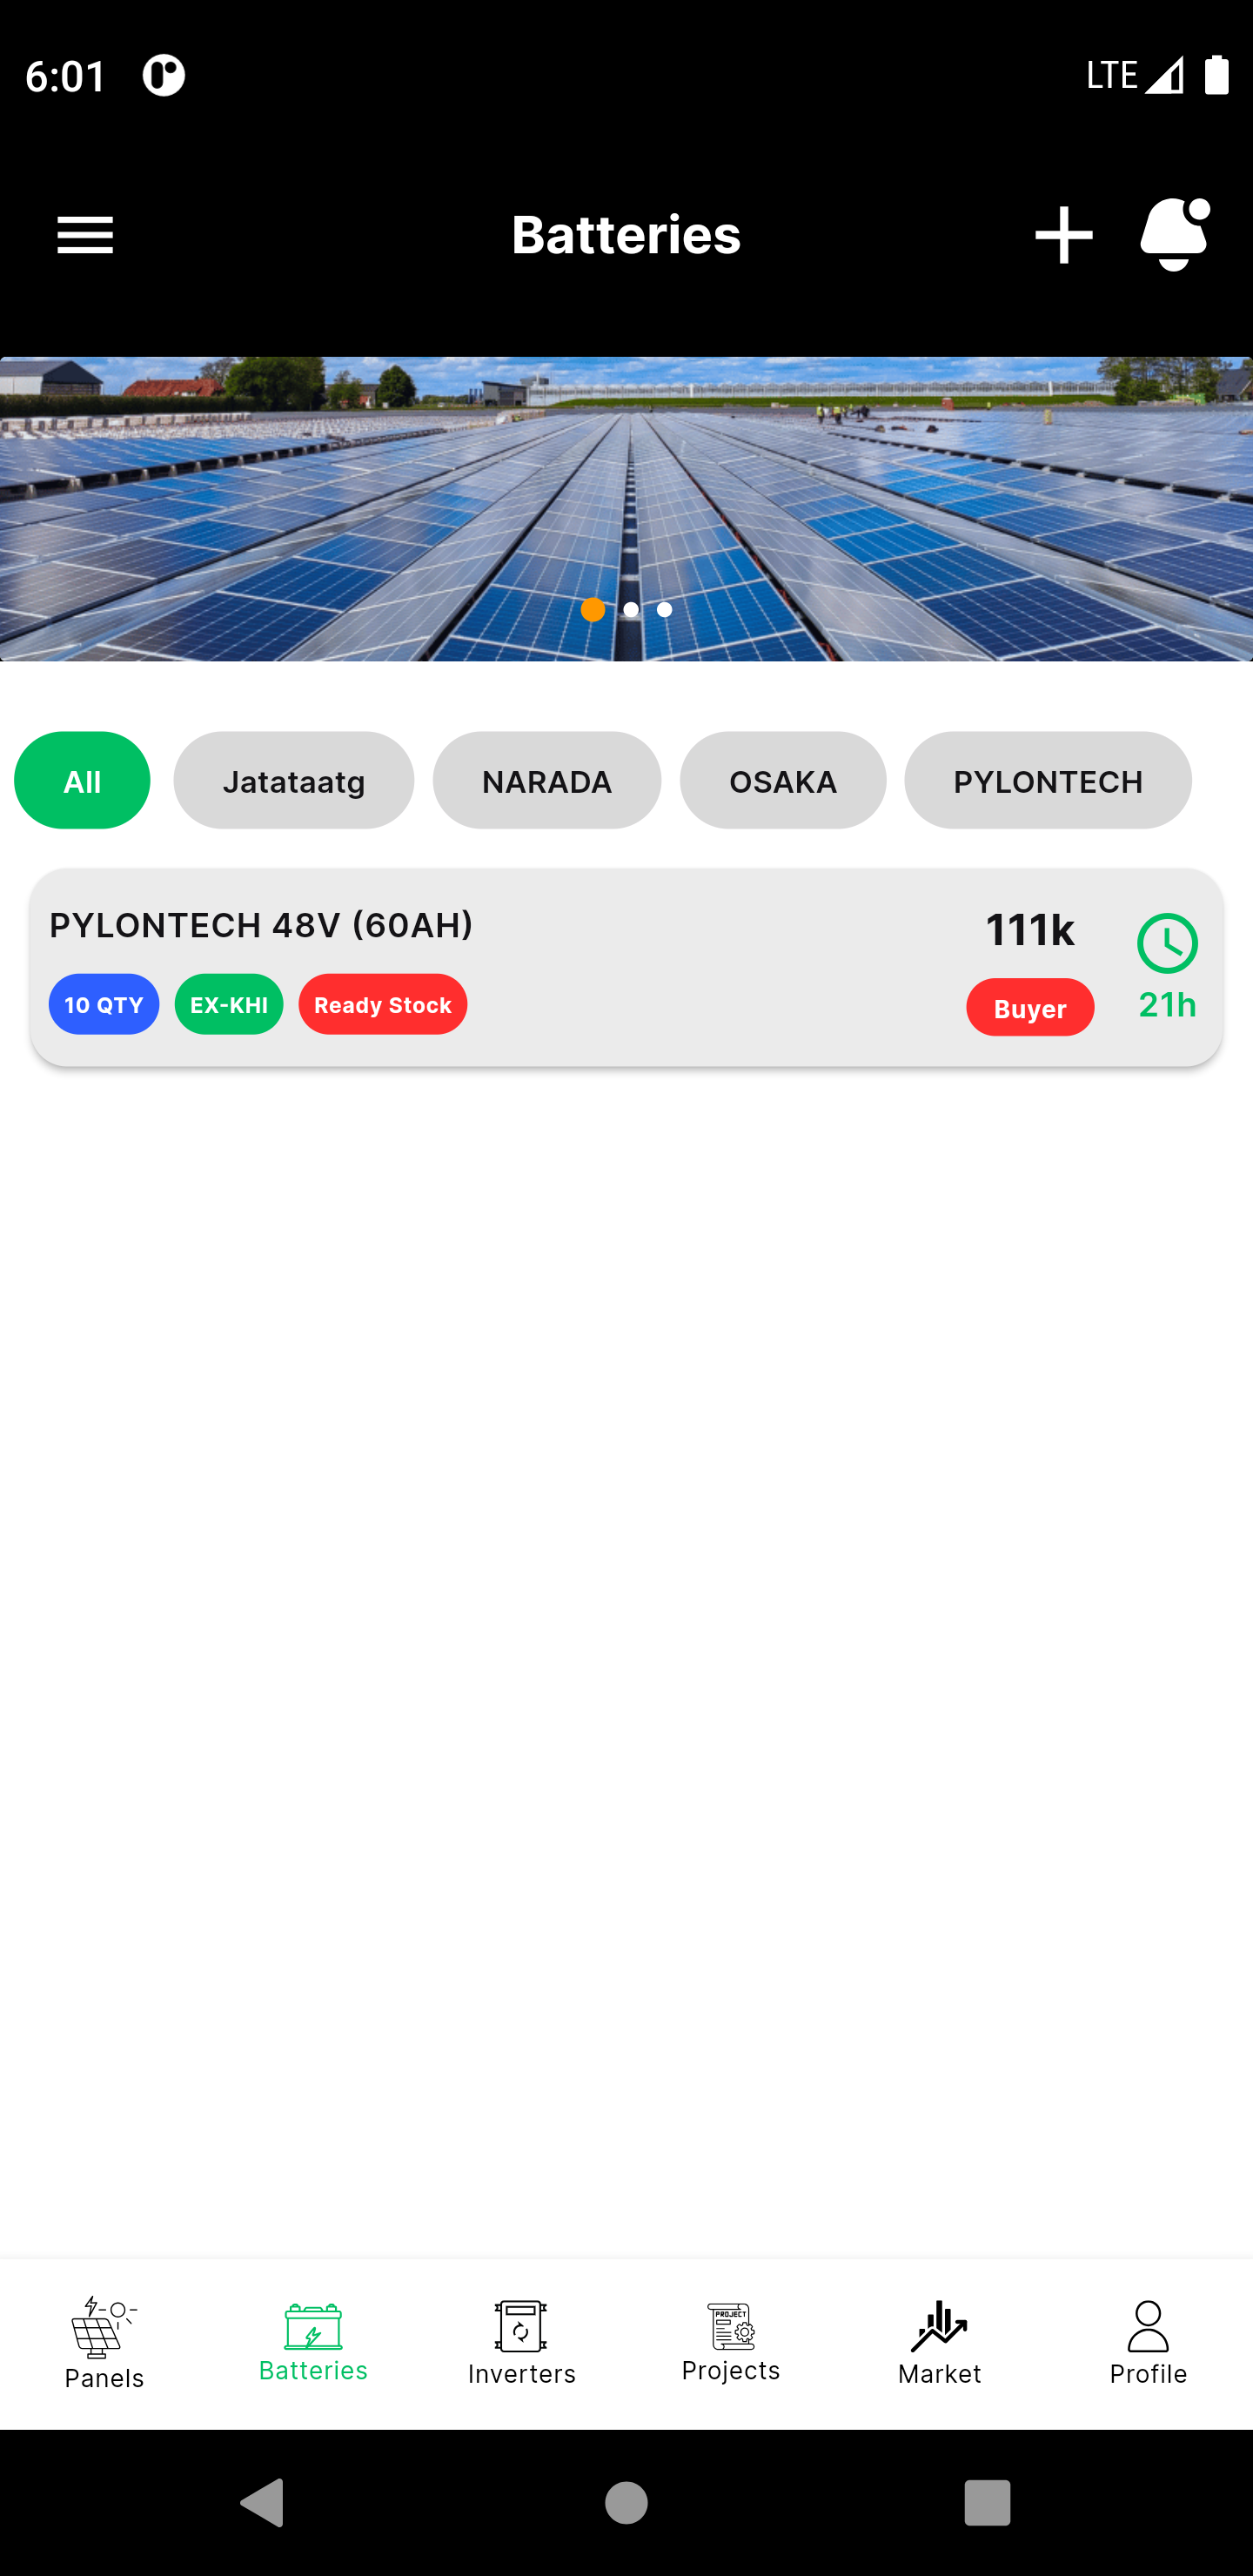 6:01
LTE
Batteries
All
Jatataatg
NARADA
OSAKA
PYLONTECH
PYLONTECH 48V (60AH)
111k
10 QTY
EX-KHI
Ready Stock
Buyer
21h
PROJECT
Panels
Batteries
Inverters
Projects
Market
Profile